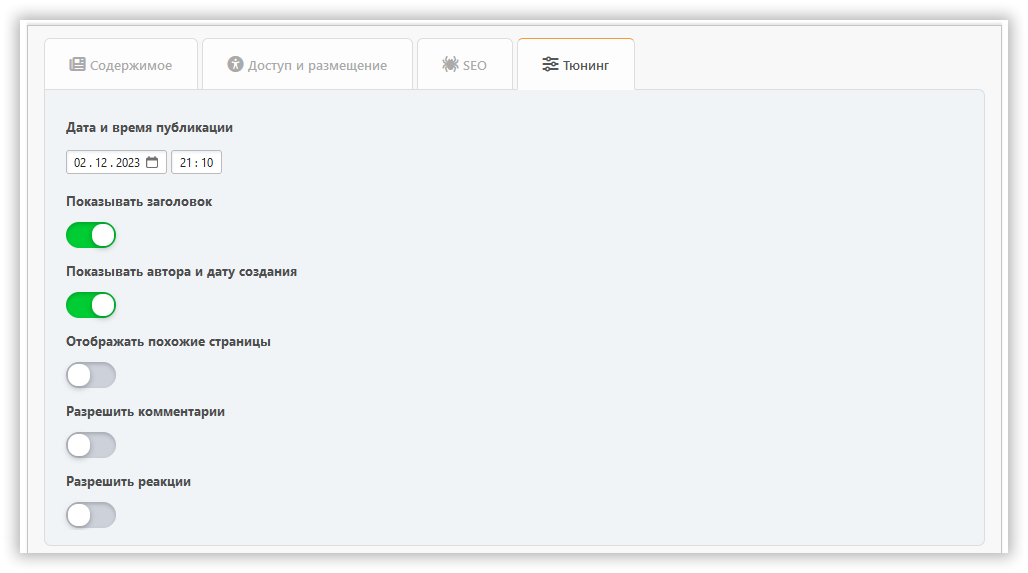 Содержимое Доступ и размещение SEO Тюнинг
Дата и время публикации
02 . 12 . 2023 21 : 10
Показывать заголовок
Показывать автора и дату создания
Отображать похожие страницы
Разрешить комментарии
Разрешить реакции